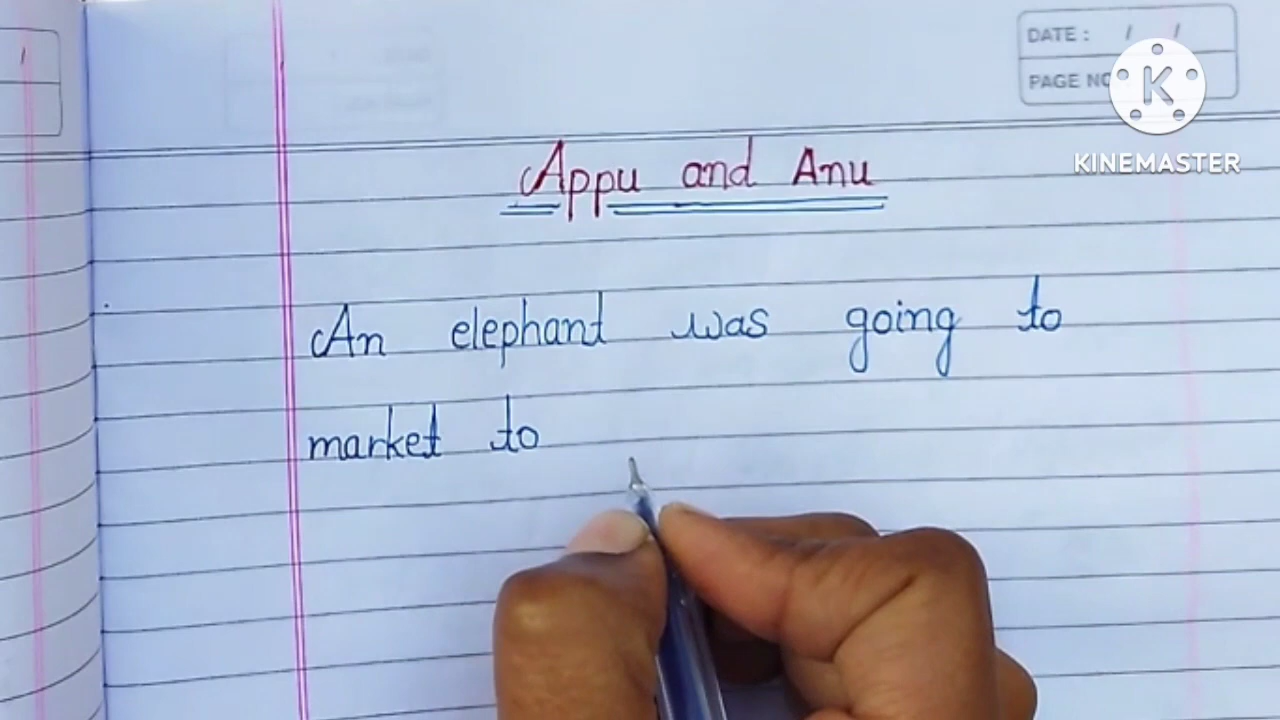 DATE : / /
PAGE NO
KINEMASTER
Appu and Anu
An elephant was going to
market to